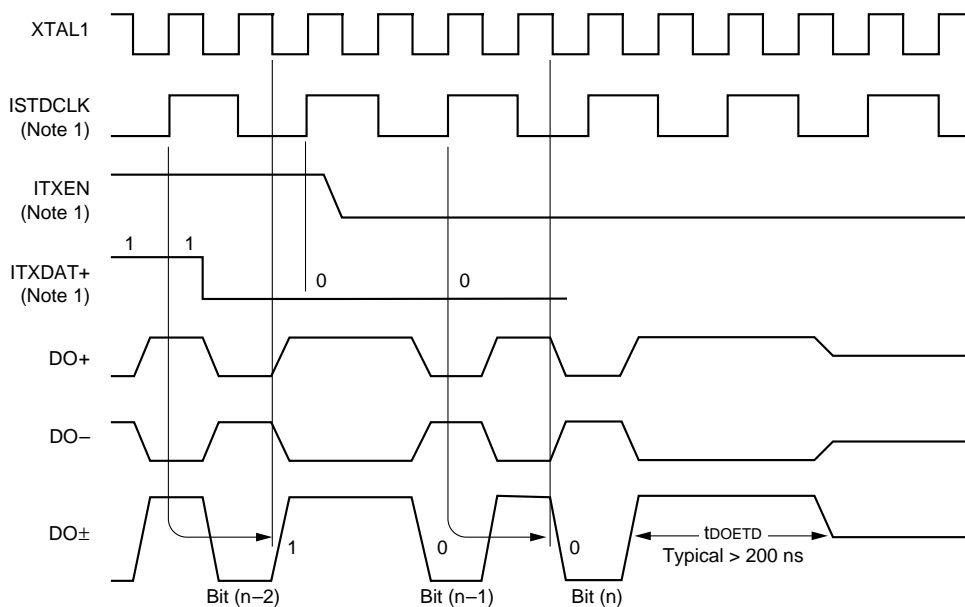 XTAL1
ISTDCLK
(Note 1)
ITXEN
(Note 1)
1 1
ITXDAT+
(Note 1)
0 0
DO+
DO−
DO±
1 0 0
tDOETD
Typical > 200 ns
Bit (n−2) Bit (n−1) Bit (n)